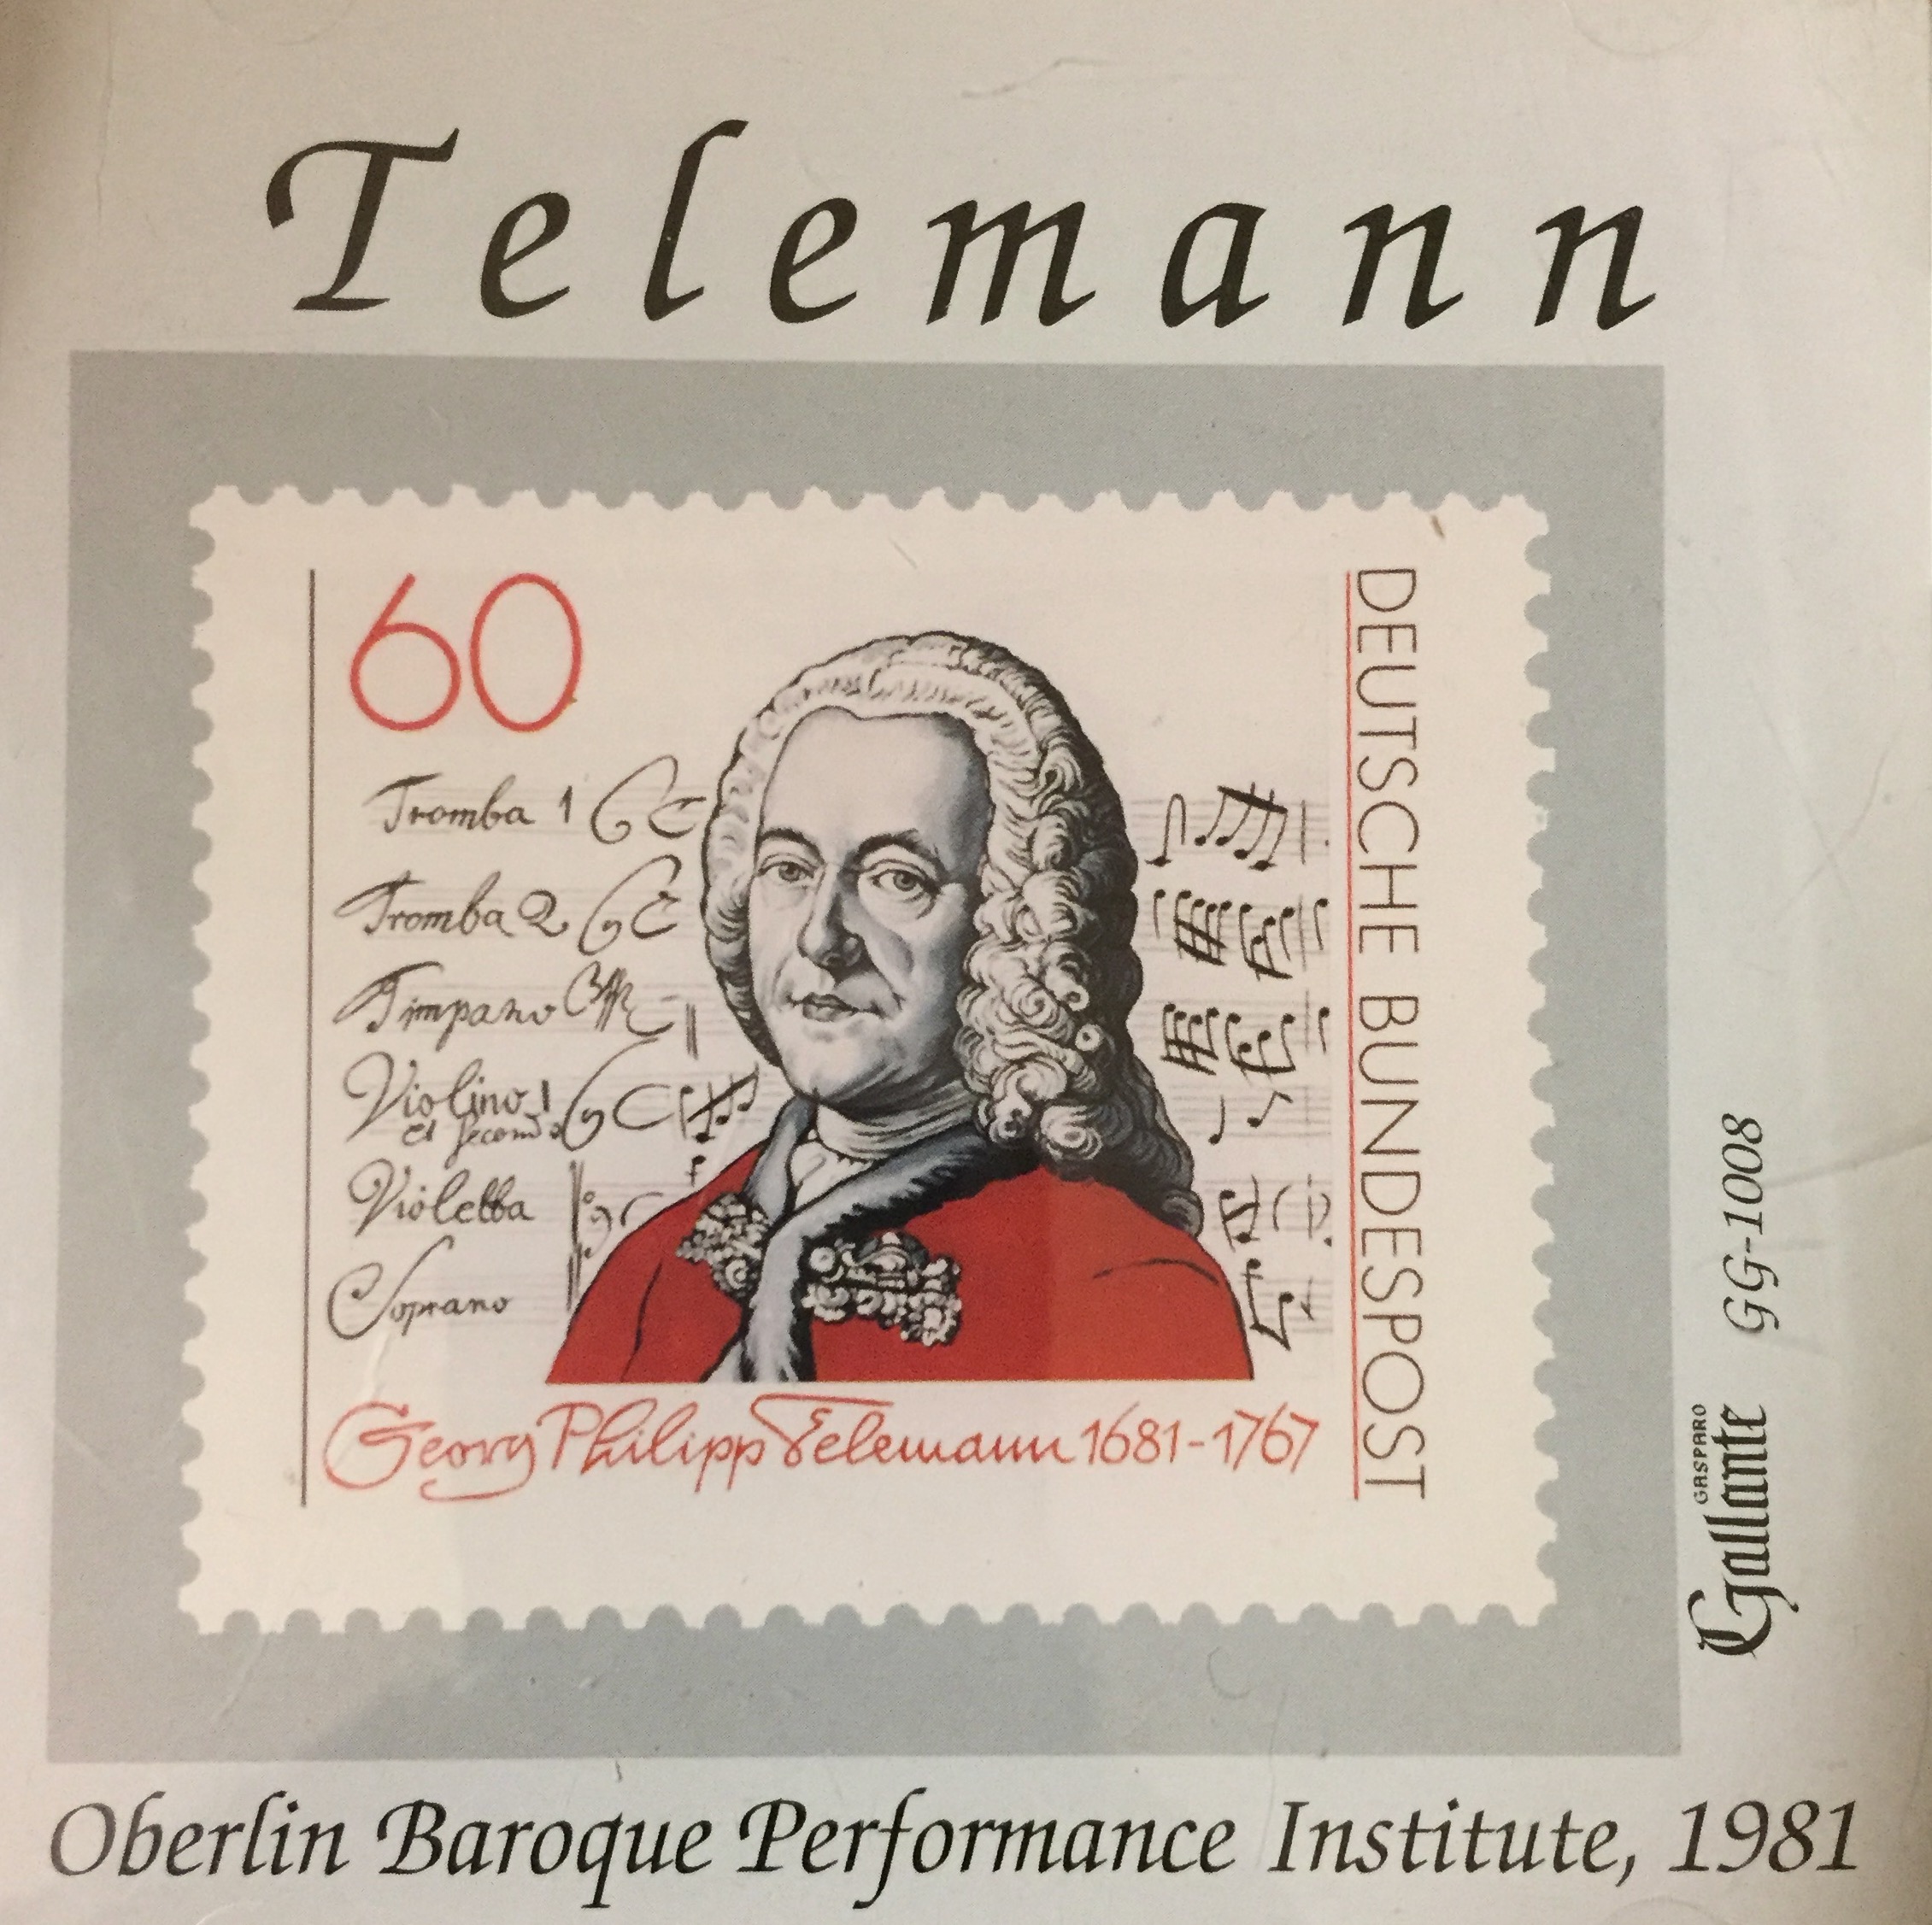 Telemann
60
DEUTSCHE BUNDESPOST
Tromba 1
Tromba 2
Timpano
Violino 1
et Secondo
Violetta
Soprano
Georg Philipp Telemann 1681-1767
GASPARO
Gallante GG-1008
Oberlin Baroque Performance Institute, 1981